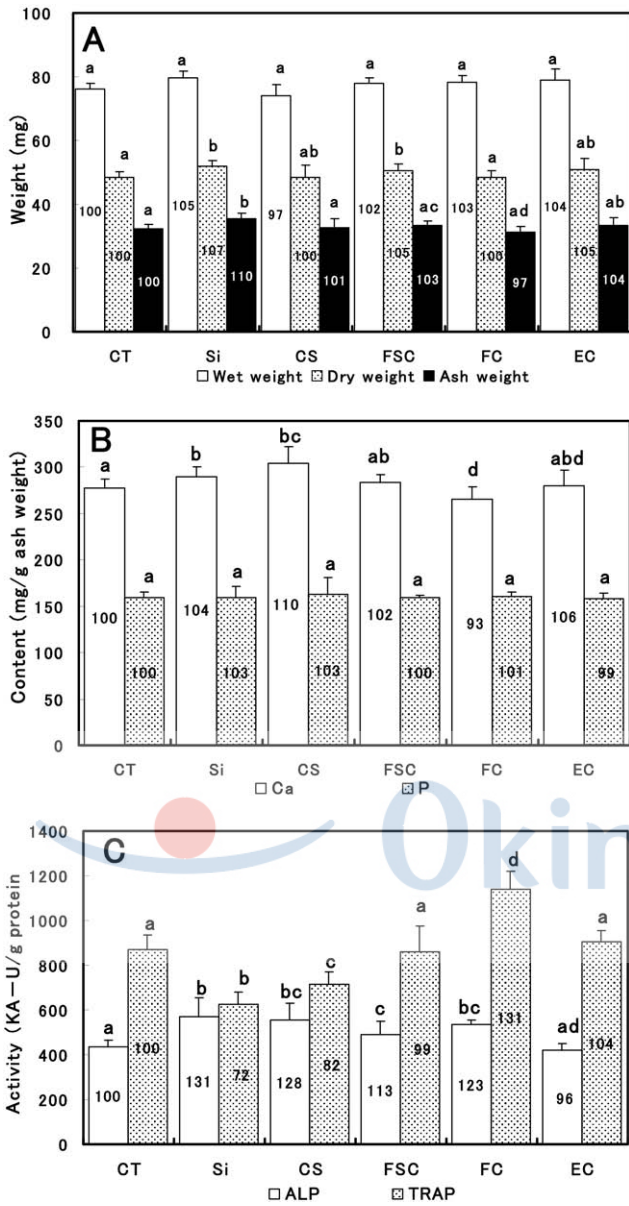 A
Weight (mg)
100
80
60
40
20
0
a a a a a a
a b ab b a ab
a b a ac ad ab
100 105 97 102 103 104
100 107 100 105 100 105
100 110 101 103 97 104
CT Si CS FSC FC EC
Wet weight Dry weight Ash weight
B
Content (mg/g ash weight)
350
300
250
200
150
100
50
0
a b bc ab d abd
a a a a a a
100 104 110 102 93 106
100 103 103 100 101 99
CT Si CS FSC FC EC
Ca P
Okin
C
Activity (KA-U/g protein
1400
1200
1000
800
600
400
200
0
a b c a d a
a b bc c bc ad
100 72 82 99 131 104
100 131 128 113 123 96
CT Si CS FSC FC EC
ALP TRAP